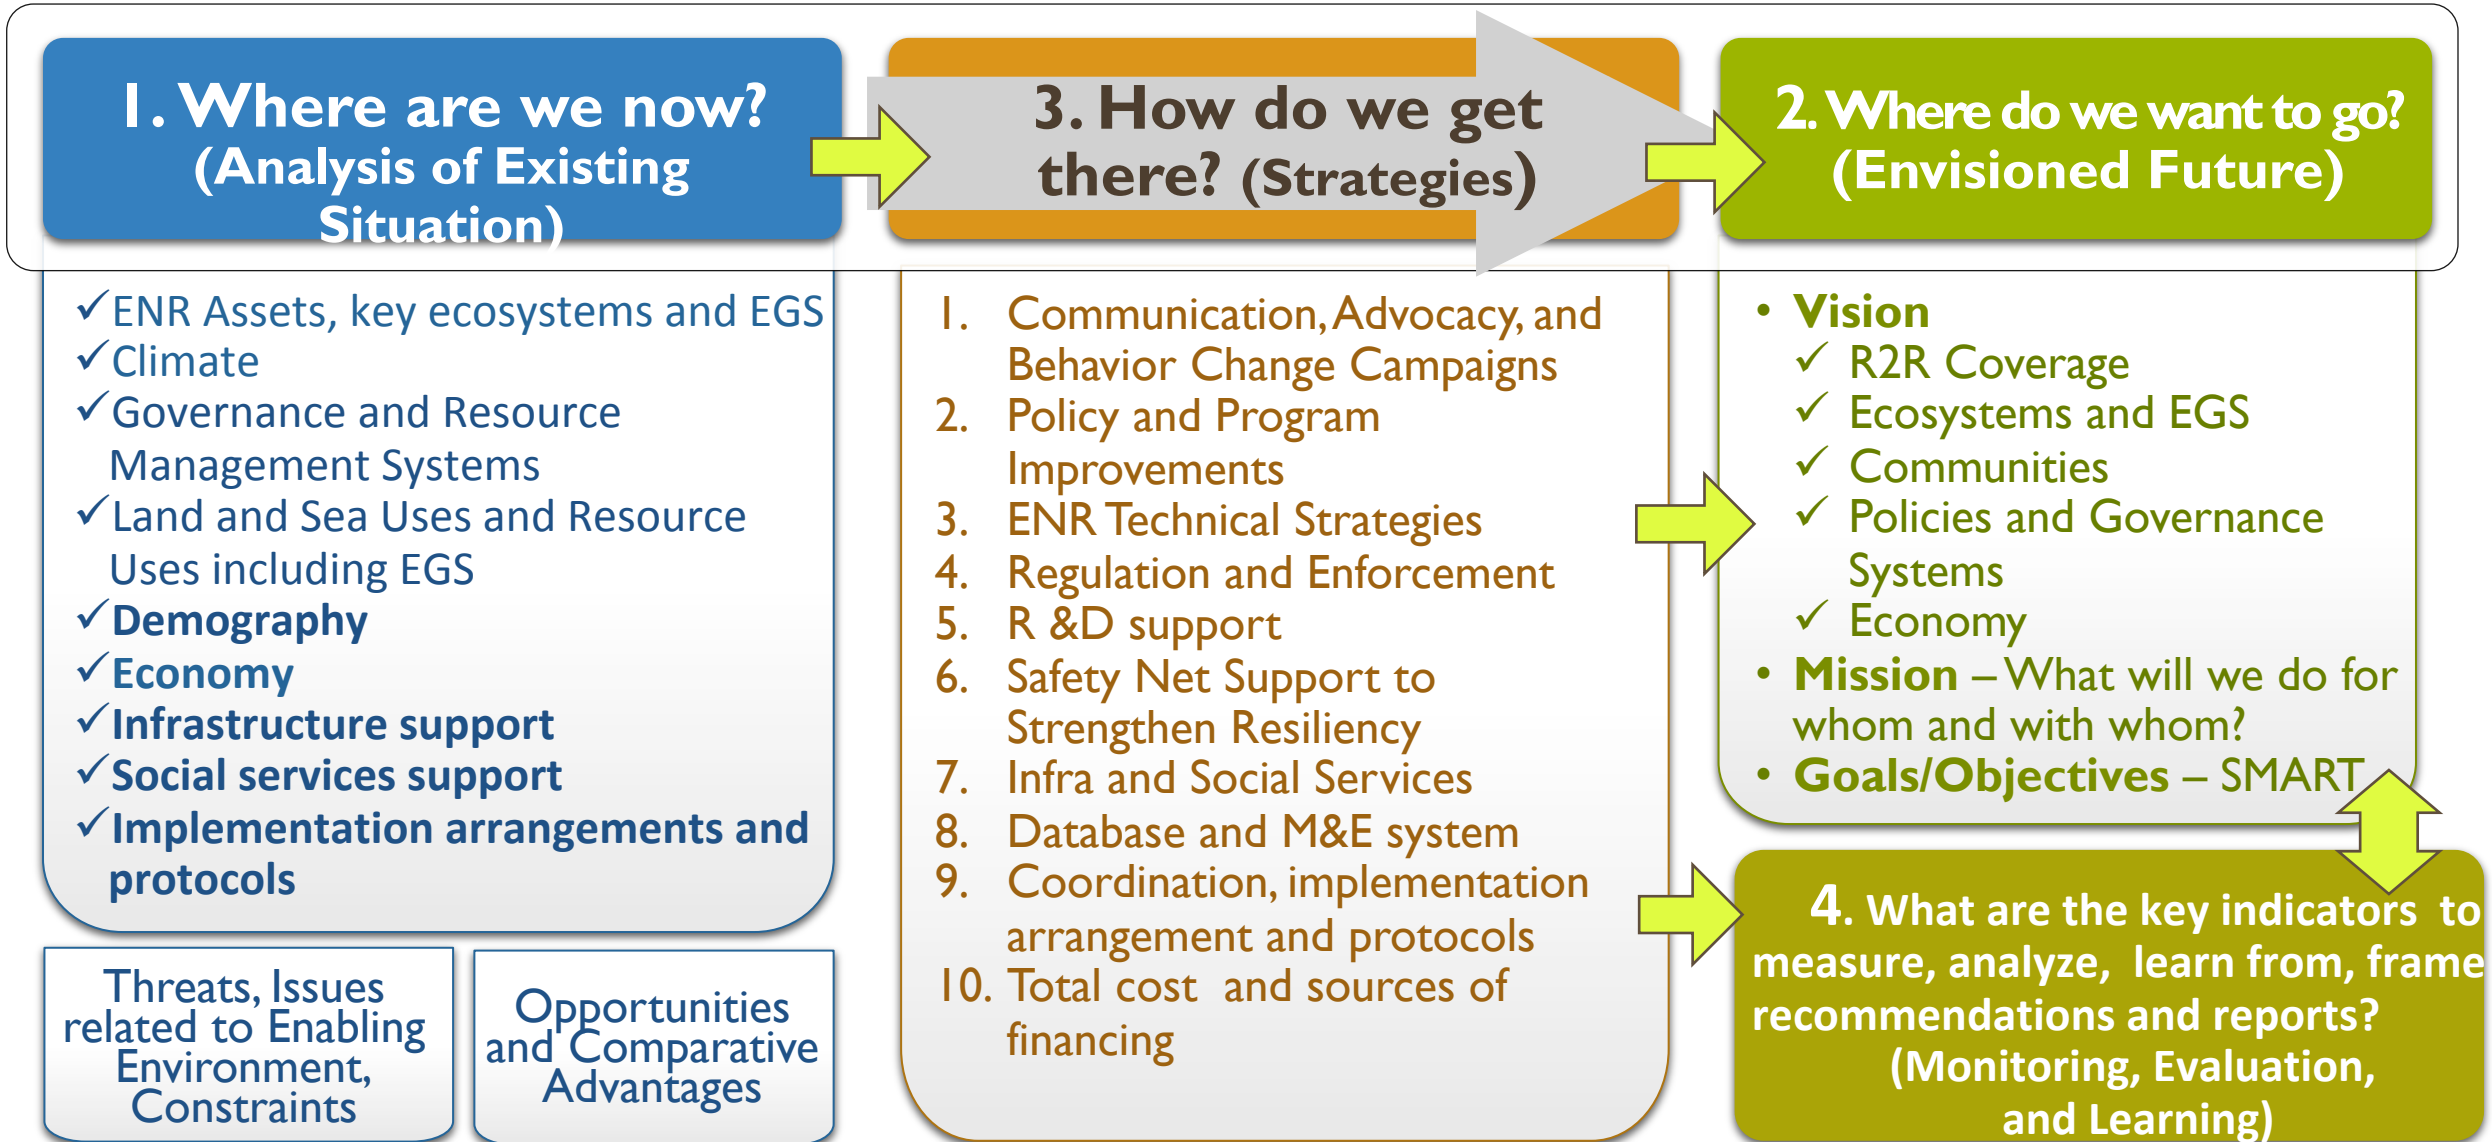 1. Where are we now?
(Analysis of Existing
Situation)
✓ENR Assets, key ecosystems and EGS
✓Climate
✓Governance and Resource
Management Systems
✓Land and Sea Uses and Resource
Uses including EGS
✓Demography
✓Economy
✓Infrastructure support
✓Social services support
✓Implementation arrangements and
protocols
Threats, Issues
related to Enabling
Environment,
Constraints
Opportunities
and Comparative
Advantages
3. How do we get
there? (Strategies)
1. Communication, Advocacy, and
Behavior Change Campaigns
2. Policy and Program
Improvements
3. ENR Technical Strategies
4. Regulation and Enforcement
5. R &D support
6. Safety Net Support to
Strengthen Resiliency
7. Infra and Social Services
8. Database and M&E system
9. Coordination, implementation
arrangement and protocols
10. Total cost and sources of
financing
2. Where do we want to go?
(Envisioned Future)
• Vision
✓ R2R Coverage
✓ Ecosystems and EGS
✓ Communities
✓ Policies and Governance
Systems
✓ Economy
• Mission – What will we do for
whom and with whom?
• Goals/Objectives – SMART
4. What are the key indicators to
measure, analyze, learn from, frame
recommendations and reports?
(Monitoring, Evaluation,
and Learning)